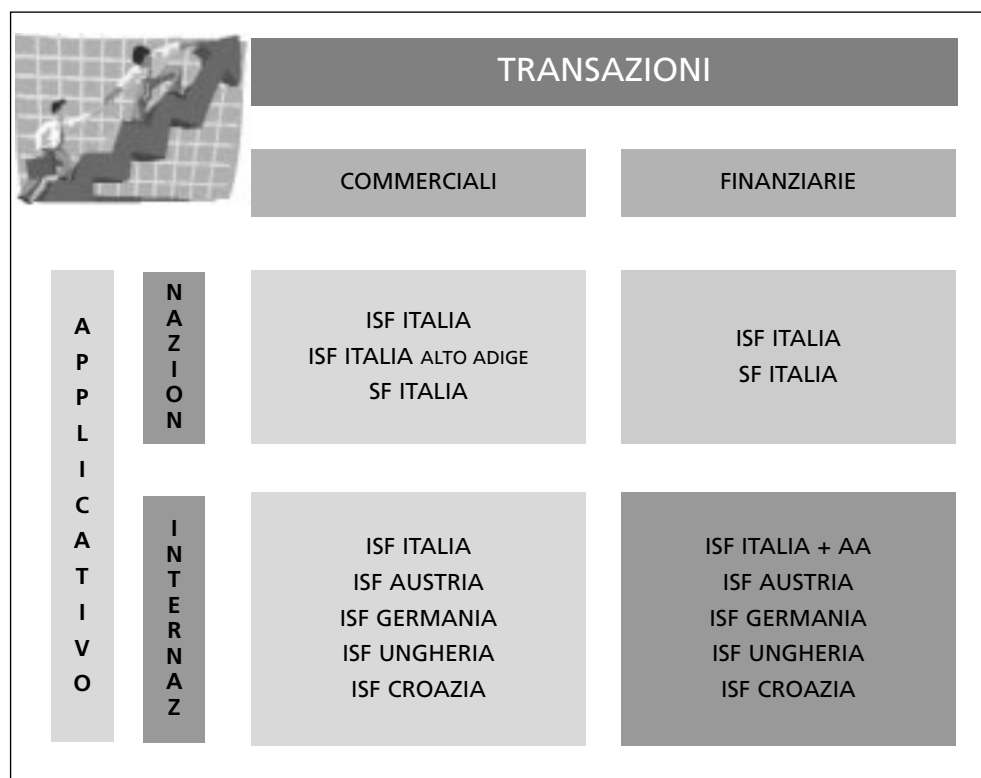 TRANSAZIONI
COMMERCIALI
FINANZIARIE
APPLICATIVO
NAZION
ISF ITALIA
ISF ITALIA ALTO ADIGE
SF ITALIA
ISF ITALIA
SF ITALIA
INTERNAZ
ISF ITALIA
ISF AUSTRIA
ISF GERMANIA
ISF UNGHERIA
ISF CROAZIA
ISF ITALIA + AA
ISF AUSTRIA
ISF GERMANIA
ISF UNGHERIA
ISF CROAZIA